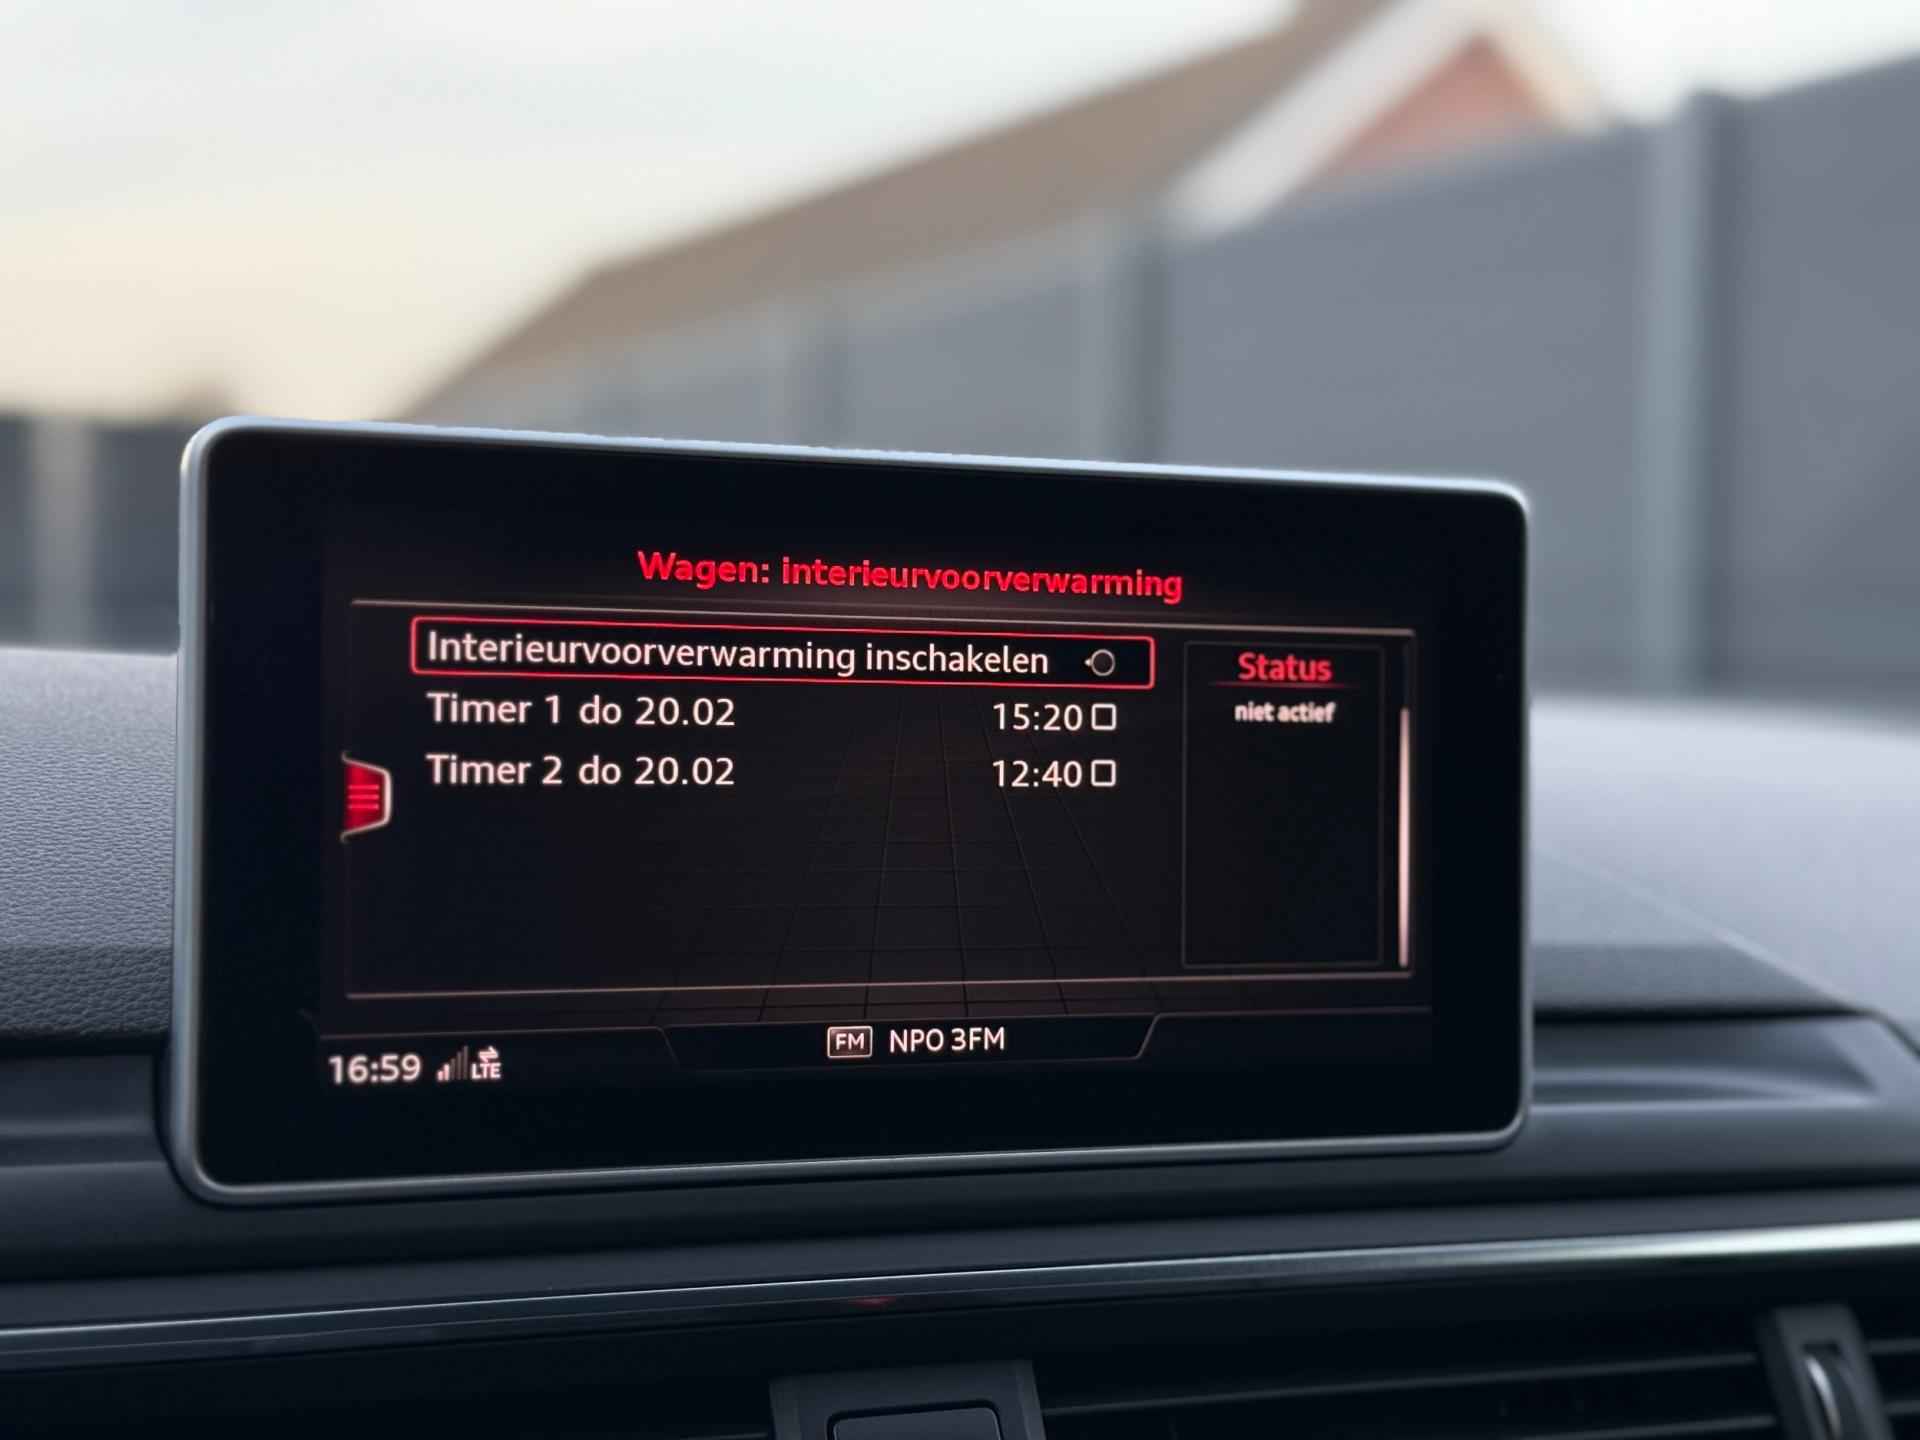 Wagen: interieurvoorverwarming
Interieurvoorverwarming inschakelen
Timer 1 do 20.02 15:20
Timer 2 do 20.02 12:40
Status
niet actief
FM NPO 3FM
16:59 LTE